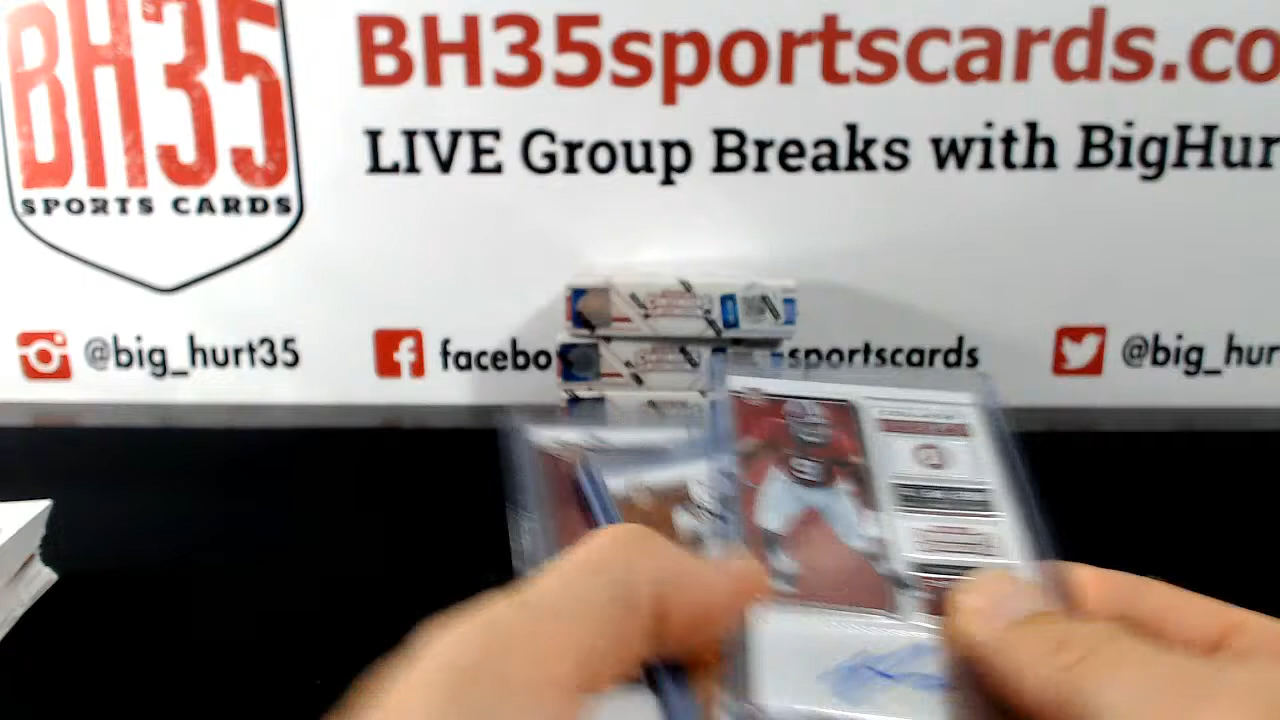 BH35
SPORTS CARDS
BH35sportscards.co
LIVE Group Breaks with BigHur
@big_hurt35
facebo
sportscards
@big_hur